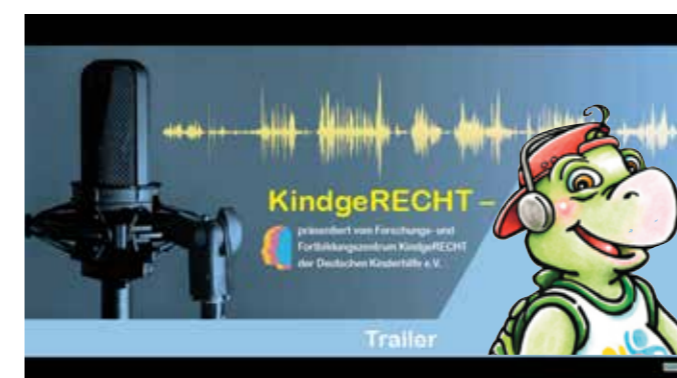 KindgeRECHT –
präsentiert vom Forschungs- und
Fortbildungszentrum KindgeRECHT
der Deutschen Kinderhilfe e.V.
Trailer